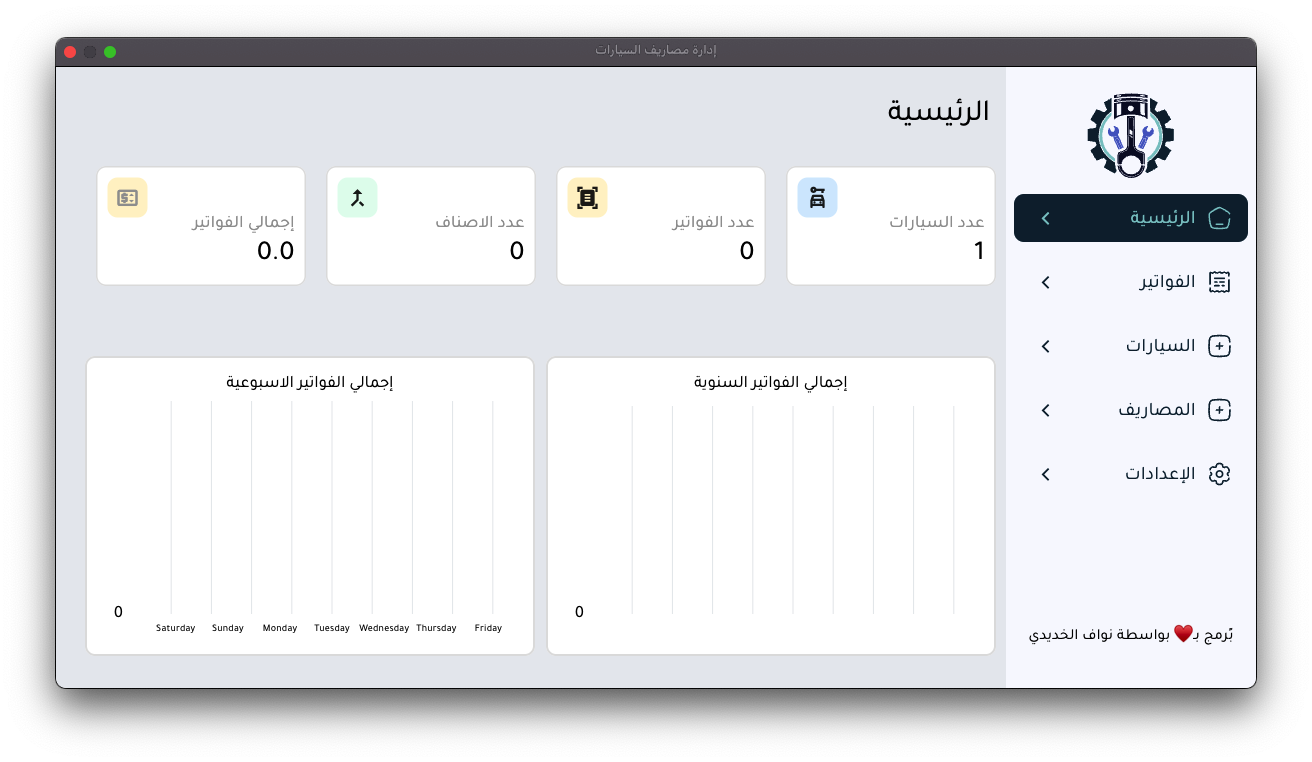 إدارة مصاريف السيارات
الرئيسية
الفواتير
السيارات
المصاريف
الإعدادات
بُرمج بـ❤️ بواسطة نواف الخديدي
الرئيسية
عدد السيارات
1
عدد الفواتير
0
عدد الاصناف
0
إجمالي الفواتير
0.0
إجمالي الفواتير السنوية
0
إجمالي الفواتير الاسبوعية
0
Saturday Sunday Monday Tuesday Wednesday Thursday Friday